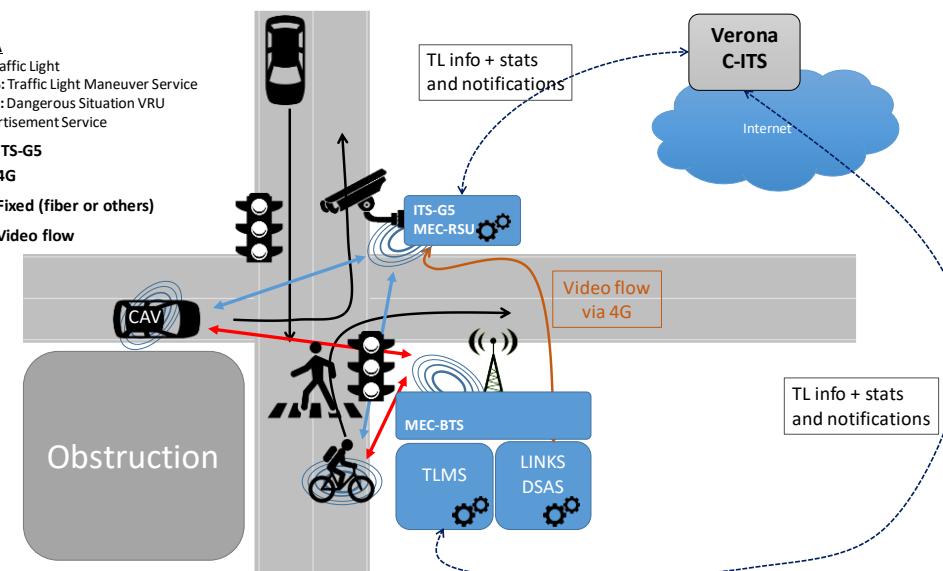 A
affic Light
: Traffic Light Maneuver Service
: Dangerous Situation VRU
rtisement Service
TS-G5
4G
Fixed (fiber or others)
Video flow
TL info + stats
and notifications
Verona
C-ITS
Internet
ITS-G5
MEC-RSU
Video flow
via 4G
CAV
TL info + stats
and notifications
MEC-BTS
Obstruction
TLMS
LINKS
DSAS